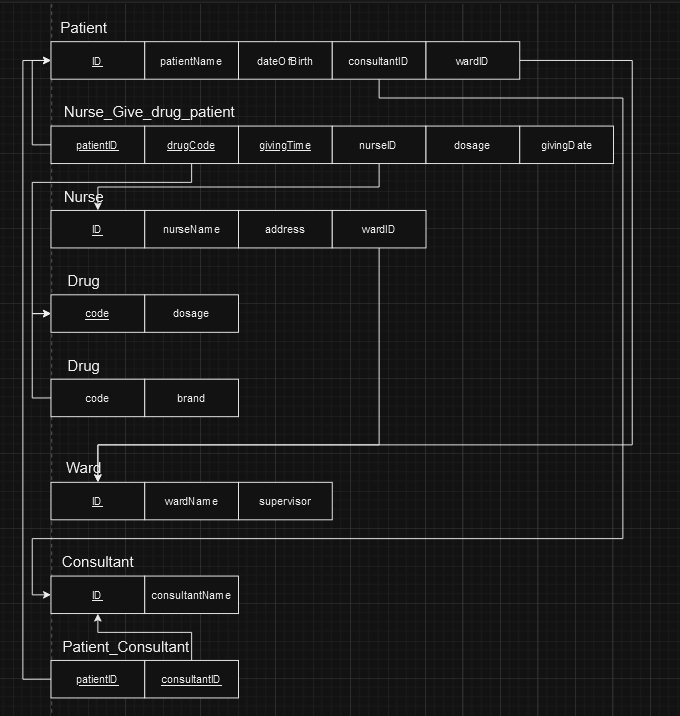 Patient
ID patientName dateOfBirth consultantID wardID
Nurse_Give_drug_patient
patientID drugCode givingTime nurseID dosage givingDate
Nurse
ID nurseName address wardID
Drug
code dosage
Drug
code brand
Ward
ID wardName supervisor
Consultant
ID consultantName
Patient_Consultant
patientID consultantID